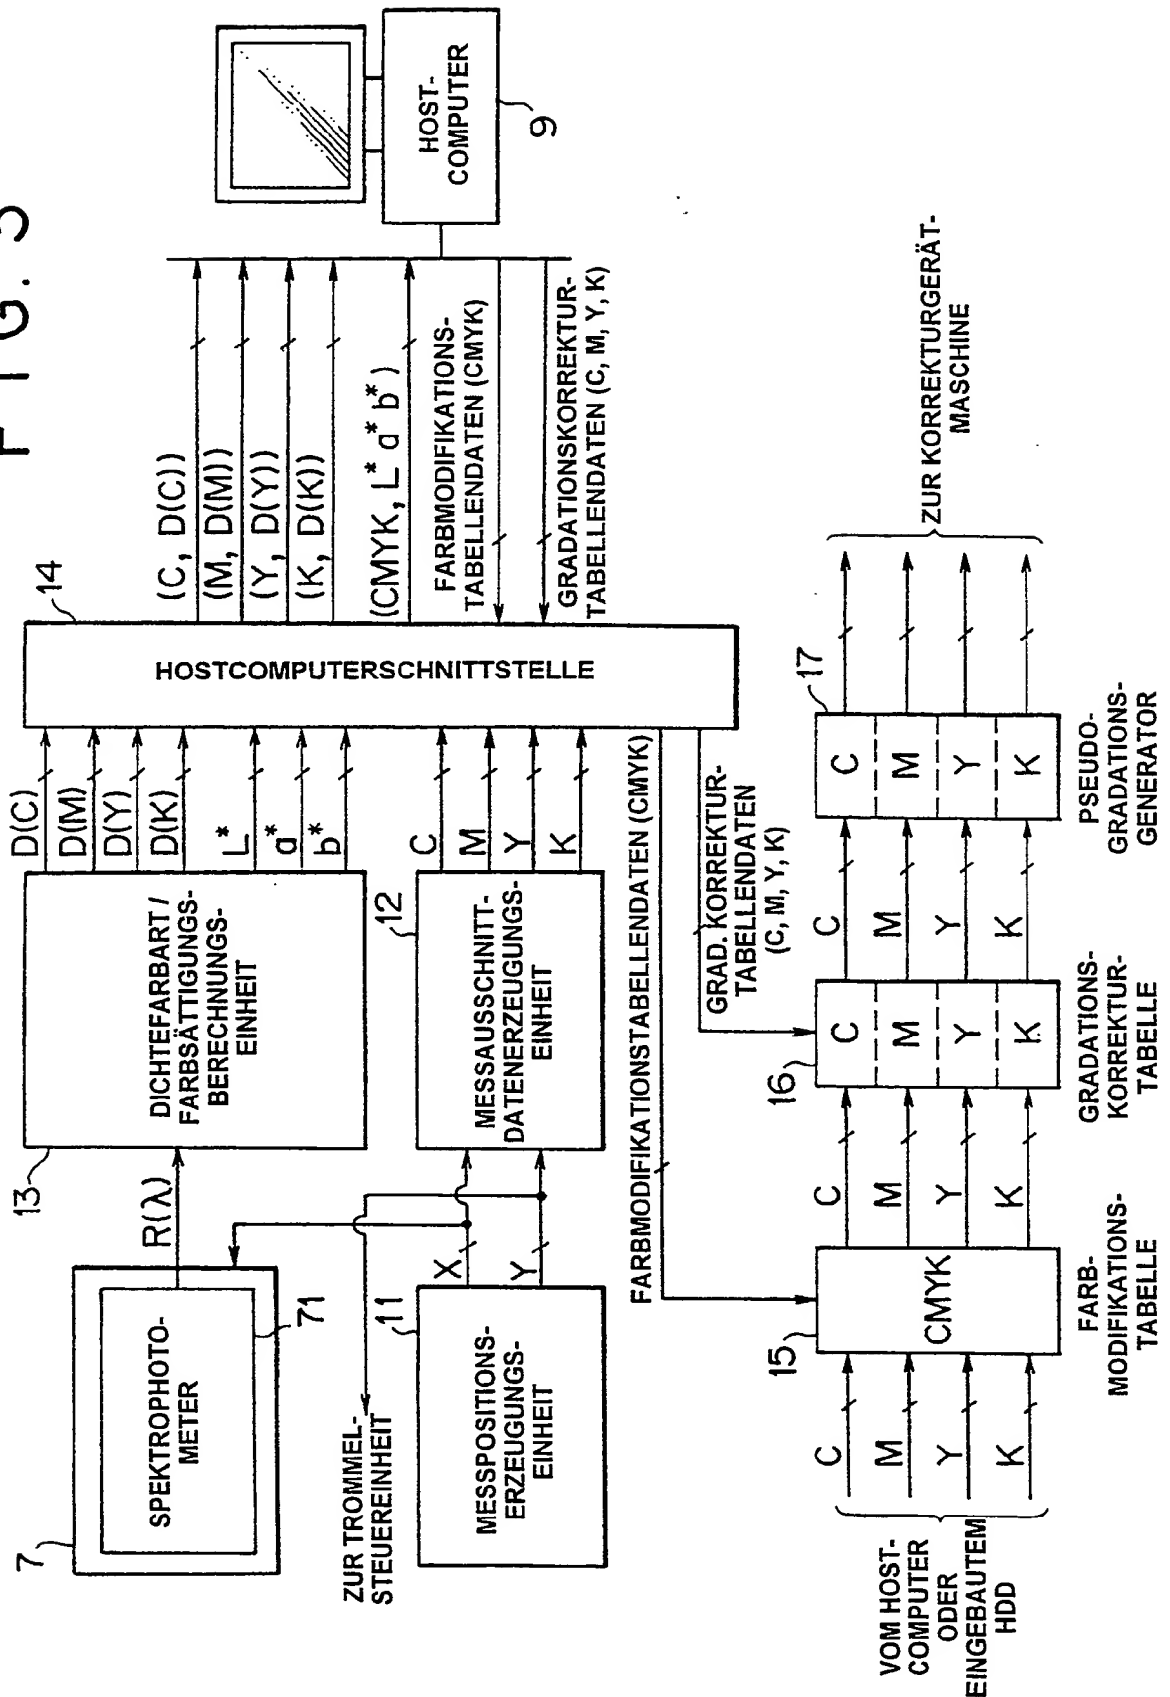 FIG. 3
7
SPEKTROPHOTO-
METER
71
R(λ)
13
DICHTEFARBART /
FARBSÄTTIGUNGS-
BERECHNUNGS-
EINHEIT
D(C)
D(M)
D(Y)
D(K)
L*
a*
b*
14
HOSTCOMPUTERSCHNITTSTELLE
(C, D(C))
(M, D(M))
(Y, D(Y))
(K, D(K))
(CMYK, L* a* b*)
FARBMODIFIKATIONS-
TABELLENDATEN (CMYK)
GRADATIONSKORREKTUR-
TABELLENDATEN (C, M, Y, K)
HOST-
COMPUTER
9
ZUR TROMMEL-
STEUEREINHEIT
11
MESSPOSITIONS-
ERZEUGUNGS-
EINHEIT
X
Y
12
MESSAUSSCHNITT-
DATENERZEUGUNGS-
EINHEIT
C
M
Y
K
FARBMODIFIKATIONSTABELLENDATEN (CMYK)
GRAD. KORREKTUR-
TABELLENDATEN
(C, M, Y, K)
VOM HOST-
COMPUTER
ODER
EINGEBAUTEM
HDD
C
M
Y
K
15
CMYK
FARB-
MODIFIKATIONS-
TABELLE
C
M
Y
K
16
C
M
Y
K
GRADATIONS-
KORREKTUR-
TABELLE
C
M
Y
K
17
C
M
Y
K
PSEUDO-
GRADATIONS-
GENERATOR
ZUR KORREKTURGERÄT-
MASCHINE